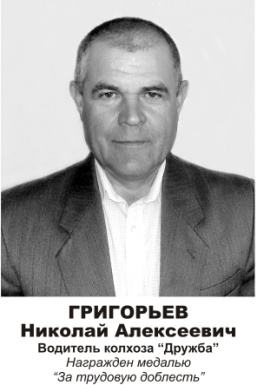 ГРИГОРЬЕВ
Николай Алексеевич
Водитель колхоза “Дружба”
Награжден медалью
“За трудовую доблесть”